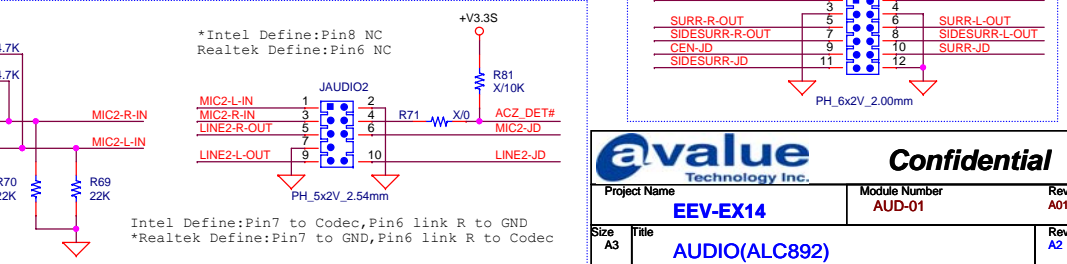 +V3.3S
*Intel Define:Pin8 NC
Realtek Define:Pin6 NC
4.7K
4.7K
R81
X/10K
JAUDIO2
MIC2-L-IN 1 2
MIC2-R-IN 3 4 R71 X/0 ACZ_DET#
LINE2-R-OUT 5 6 MIC2-JD
7
LINE2-L-OUT 9 10 LINE2-JD
PH_5x2V_2.54mm
MIC2-R-IN
MIC2-L-IN
R70
22K
R69
22K
Intel Define:Pin7 to Codec,Pin6 link R to GND
*Realtek Define:Pin7 to GND,Pin6 link R to Codec
3 4
SURR-R-OUT 5 6 SURR-L-OUT
SIDESURR-R-OUT 7 8 SIDESURR-L-OUT
CEN-JD 9 10 SURR-JD
SIDESURR-JD 11 12
PH_6x2V_2.00mm
avalue
Technology Inc.
Confidential
Project Name
EEV-EX14
Module Number
AUD-01
Rev
A01
Size
A3
Title
AUDIO(ALC892)
Rev
A2